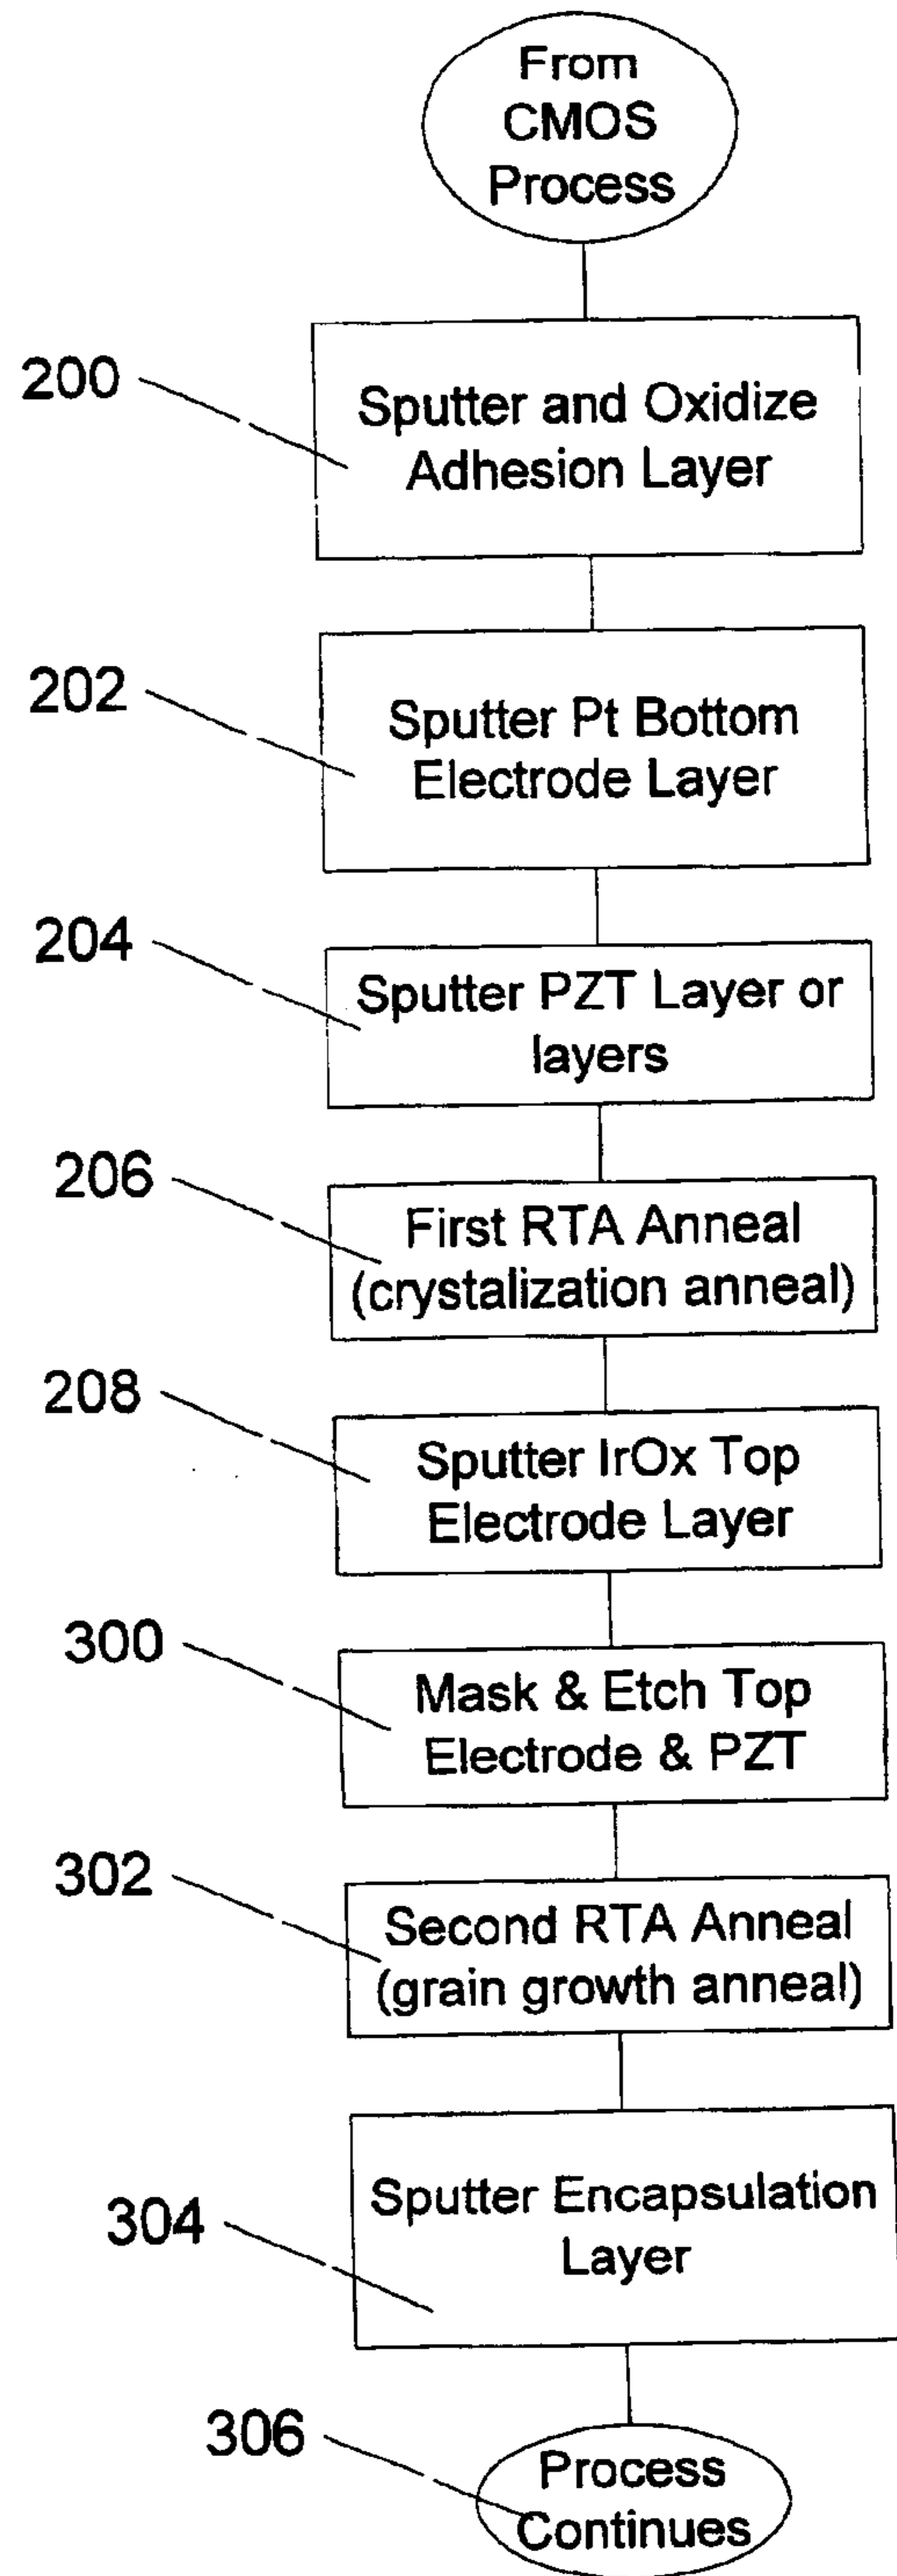 From
CMOS
Process
200
Sputter and Oxidize
Adhesion Layer
202
Sputter Pt Bottom
Electrode Layer
204
Sputter PZT Layer or
layers
206
First RTA Anneal
(crystalization anneal)
208
Sputter IrOx Top
Electrode Layer
300
Mask & Etch Top
Electrode & PZT
302
Second RTA Anneal
(grain growth anneal)
304
Sputter Encapsulation
Layer
306
Process
Continues